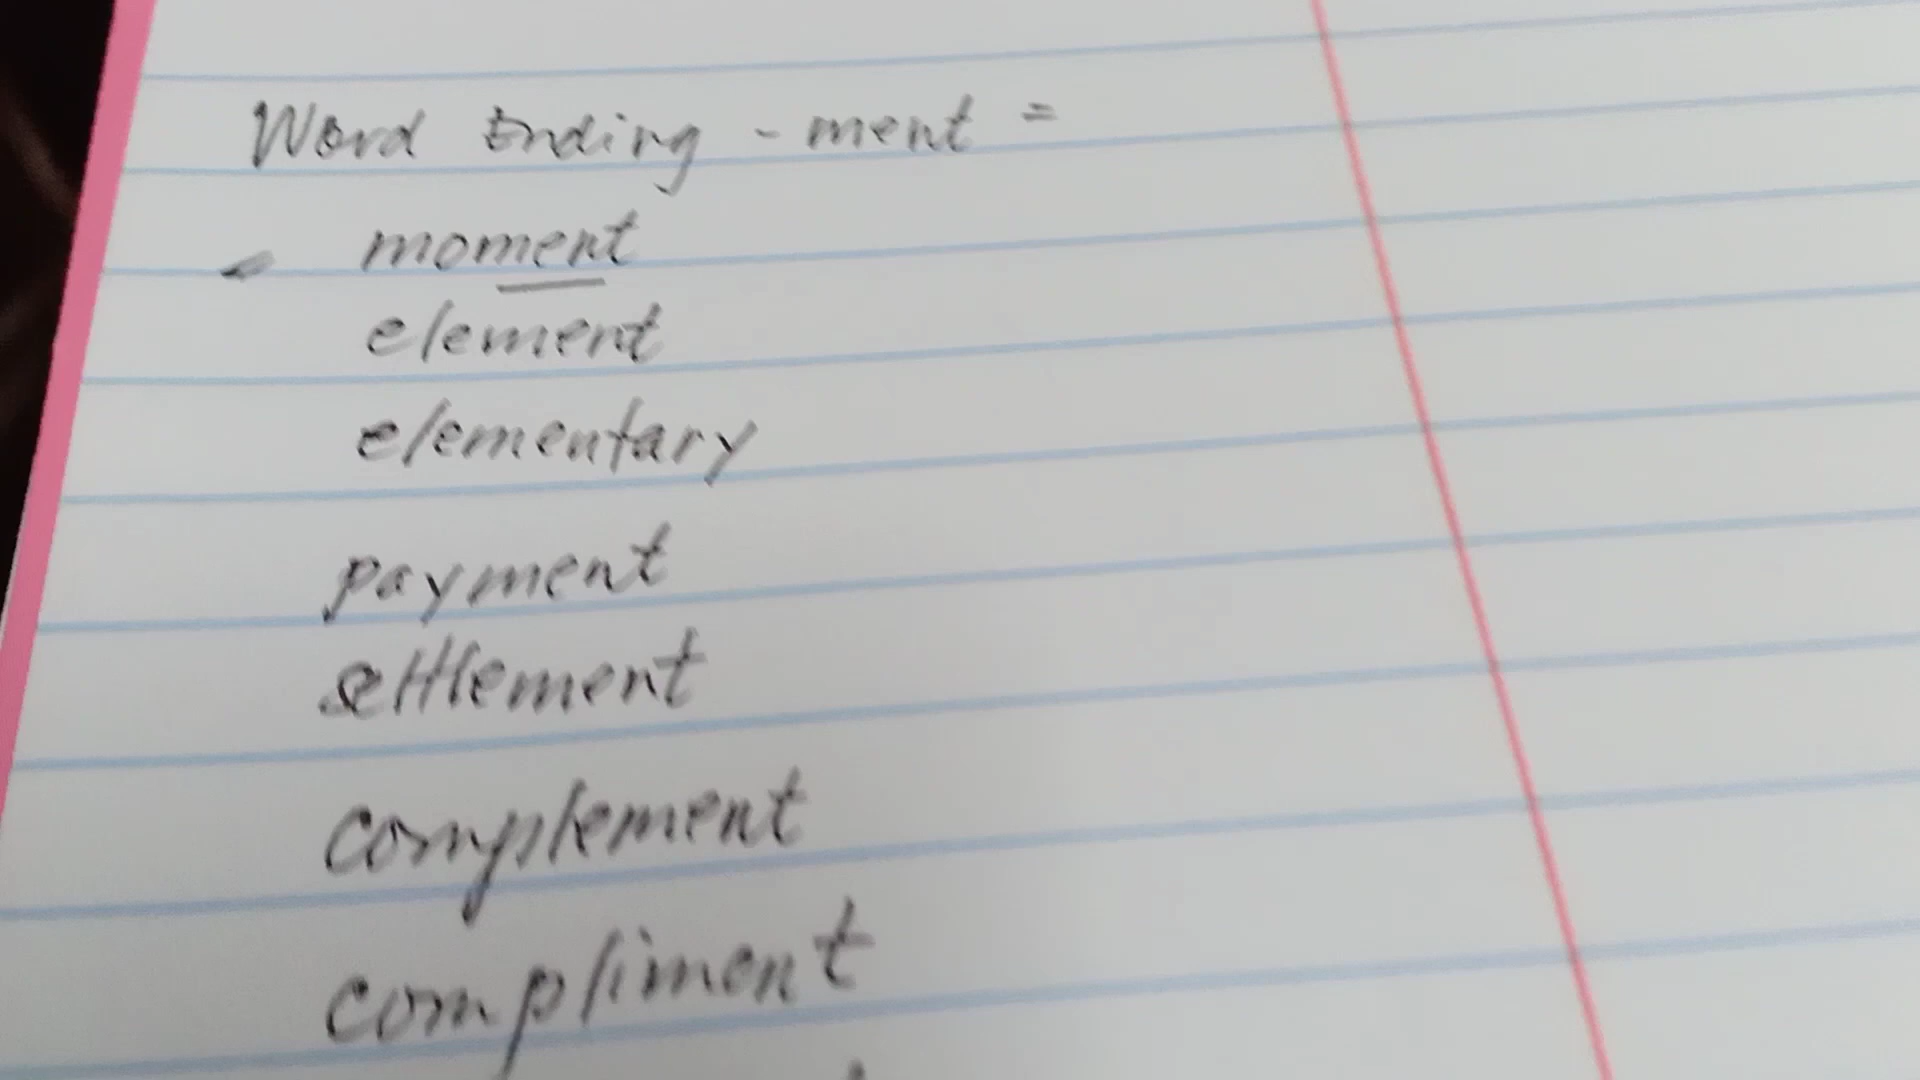 Word Ending - ment =
- moment
element
elementary
payment
settlement
complement
compliment